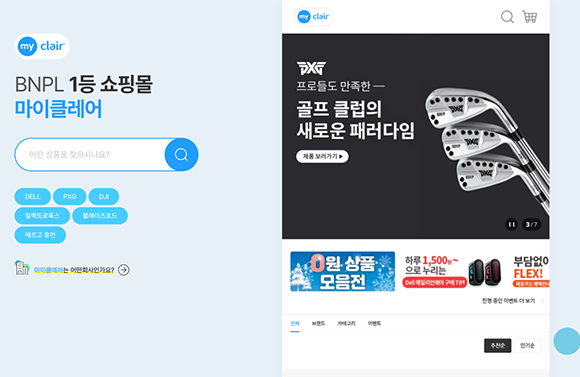 my clair
BNPL 1등 쇼핑몰
마이클레어
어떤 상품을 찾으시나요?
DELL
PXG
DJI
일렉트로룩스
플레이즈포드
에르고 휴먼
마이클레어는 어떤회사인가요?
my clair
PXG
프로들도 만족한 —
골프 클럽의
새로운 패러다임
제품 보러가기 ▶
PXG
3 / 7
0원 상품
모음전
하루 1,500원~
으로 누리는
Dell 에일리언웨어 구매 TIP!
부담없이
FLEX!
진행 중인 이벤트 더 보기
전체
브랜드
카테고리
이벤트
추천순
인기순